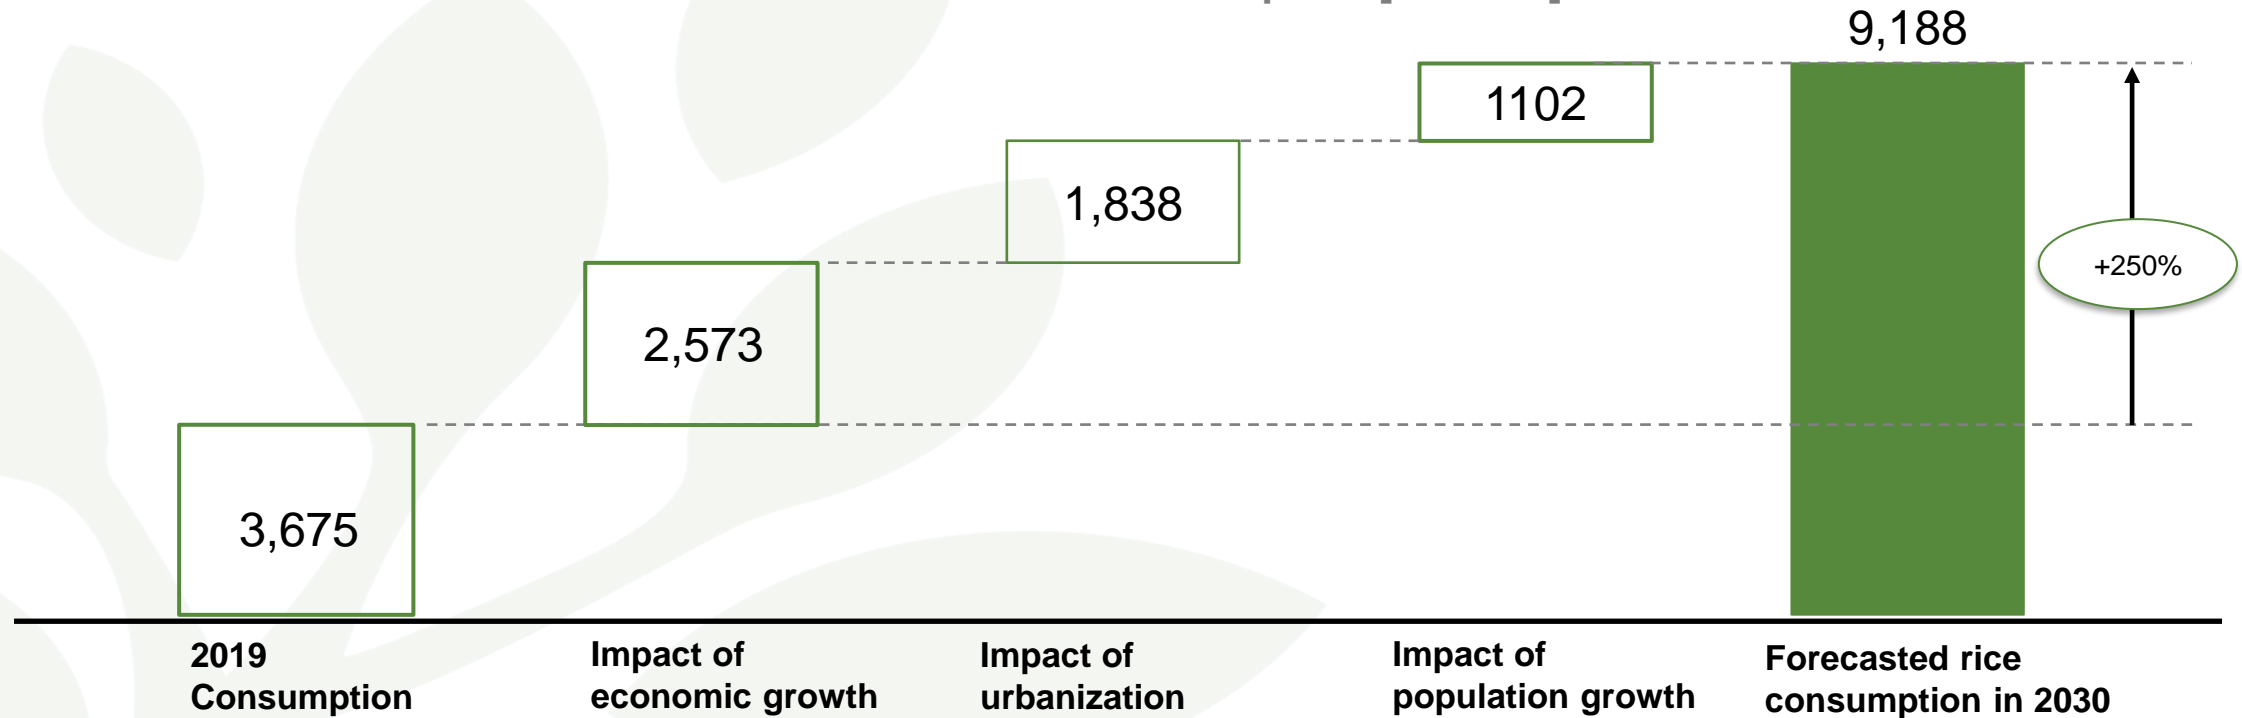 9,188
1102
1,838
+250%
2,573
3,675
2019
Consumption
Impact of
economic growth
Impact of
urbanization
Impact of
population growth
Forecasted rice
consumption in 2030